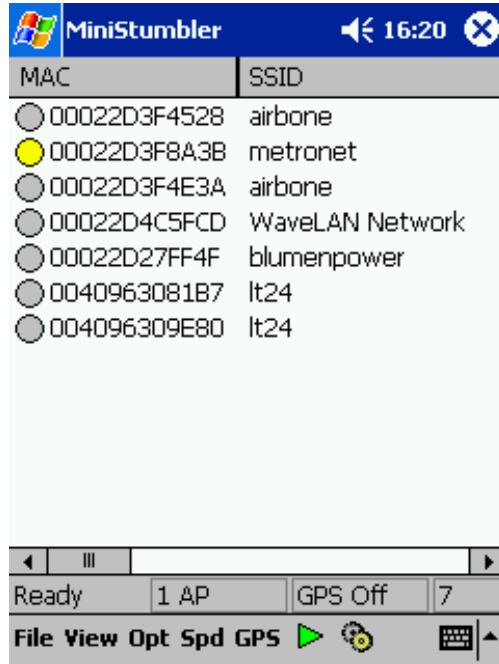 MiniStumbler 16:20
MAC SSID
00022D3F4528 airbone
00022D3F8A3B metronet
00022D3F4E3A airbone
00022D4C5FCD WaveLAN Network
00022D27FF4F blumenpower
0040963081B7 lt24
004096309E80 lt24
Ready 1 AP GPS Off 7
File View Opt Spd GPS